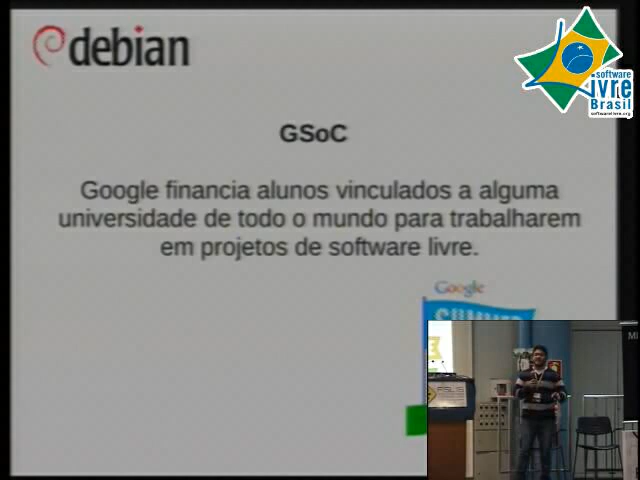 debian
software
livre
Brasil
softwarelivre.org
GSoC
Google financia alunos vinculados a alguma
universidade de todo o mundo para trabalharem
em projetos de software livre.
Google